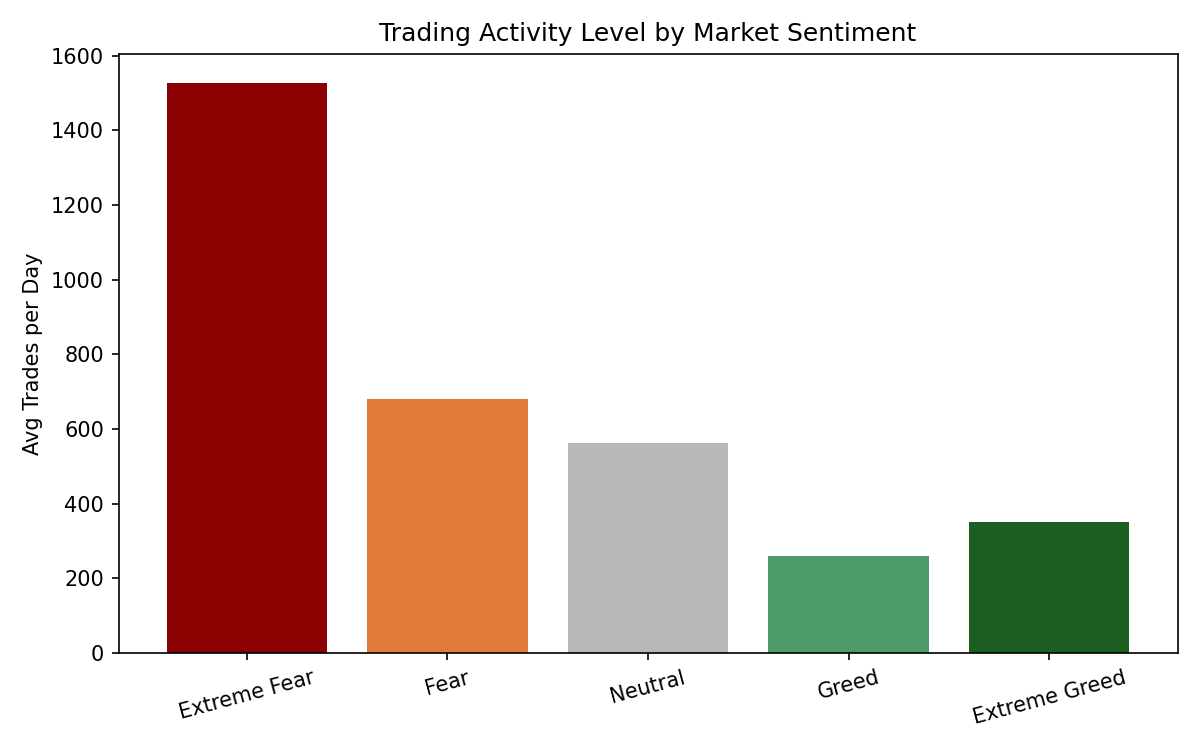 Trading Activity Level by Market Sentiment
Avg Trades per Day
1600
1400
1200
1000
800
600
400
200
0
Extreme Fear
Fear
Neutral
Greed
Extreme Greed